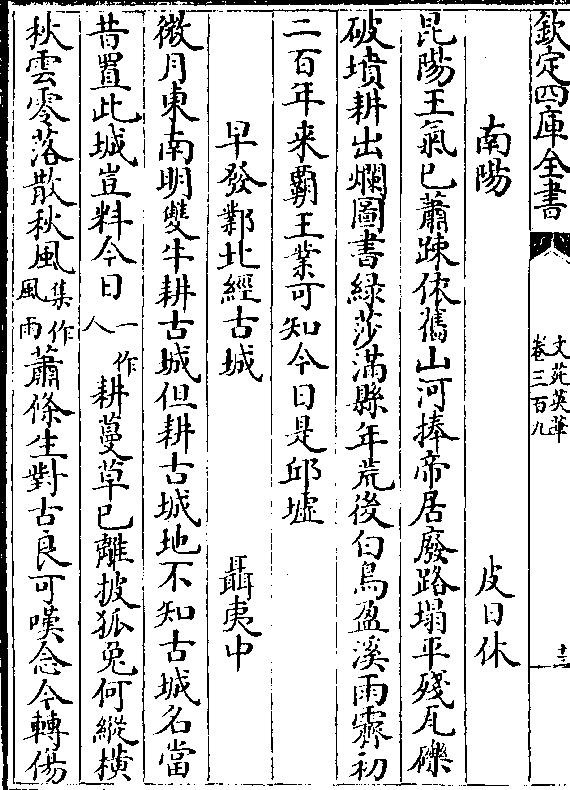 欽定四庫全書
文苑英華
卷三百九
十三
南陽 皮日休
昆陽王氣已蕭踈依舊山河捧帝居廢路塌平殘瓦礫
破墳耕出爛圖書緑莎滿縣年荒後白鳥盈溪雨霽初
二百年来覇王業可知今日是邱墟
早發鄴北經古城 聶夷中
微月東南明雙牛耕古城但耕古城地不知古城名當
昔置此城豈料今日一作人耕蔓草已離披狐兔何縱横
秋雲零落散秋風集作風雨蕭條生對古良可嘆念今轉傷